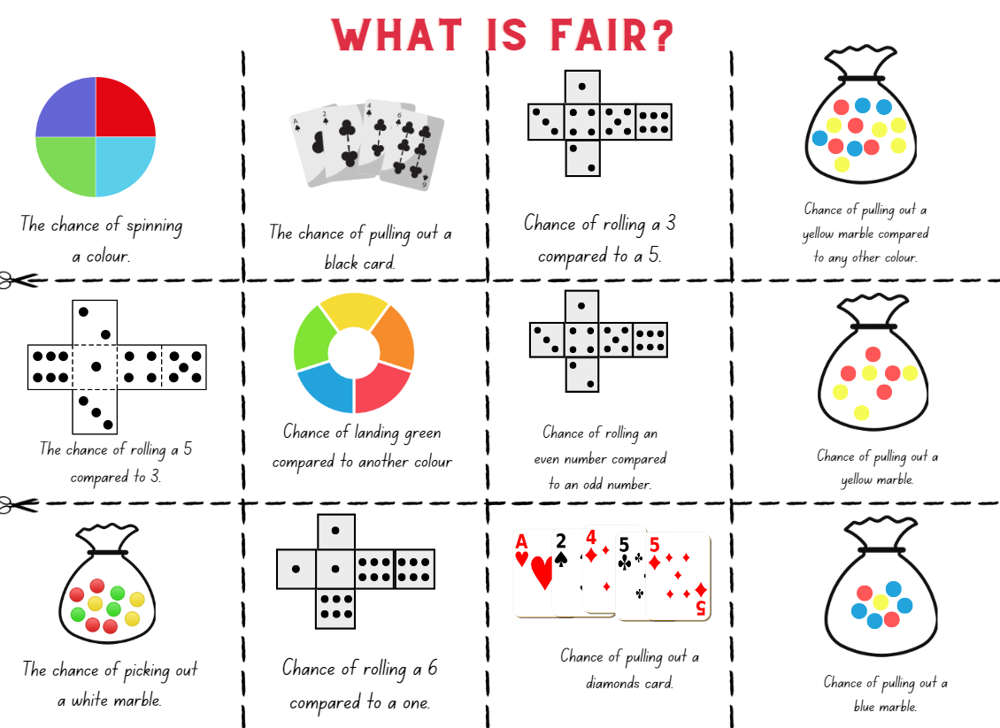 WHAT IS FAIR?
The chance of spinning
a colour.
A
2
4
6
6
The chance of pulling out a
black card.
Chance of rolling a 3
compared to a 5.
Chance of pulling out a
yellow marble compared
to any other colour.
The chance of rolling a 5
compared to 3.
Chance of landing green
compared to another colour
Chance of rolling an
even number compared
to an odd number.
Chance of pulling out a
yellow marble.
The chance of picking out
a white marble.
Chance of rolling a 6
compared to a one.
A
2
4
5
5
5
Chance of pulling out a
diamonds card.
Chance of pulling out a
blue marble.